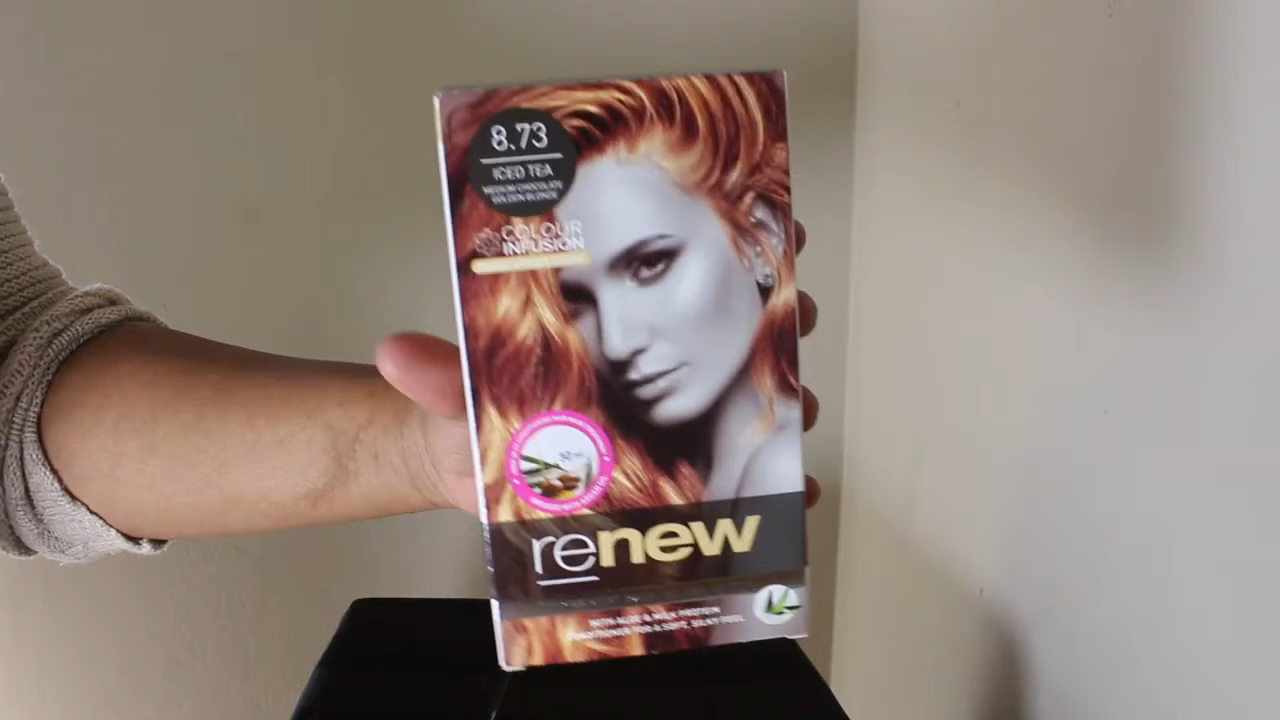 8.73
ICED TEA
MEDIUM CHOCOLATE
GOLDEN BLONDE
COLOUR
INFUSION
renew
WITH ALOE & MILK PROTEIN
CONDITIONER FOR A SOFT, SILKY FEEL